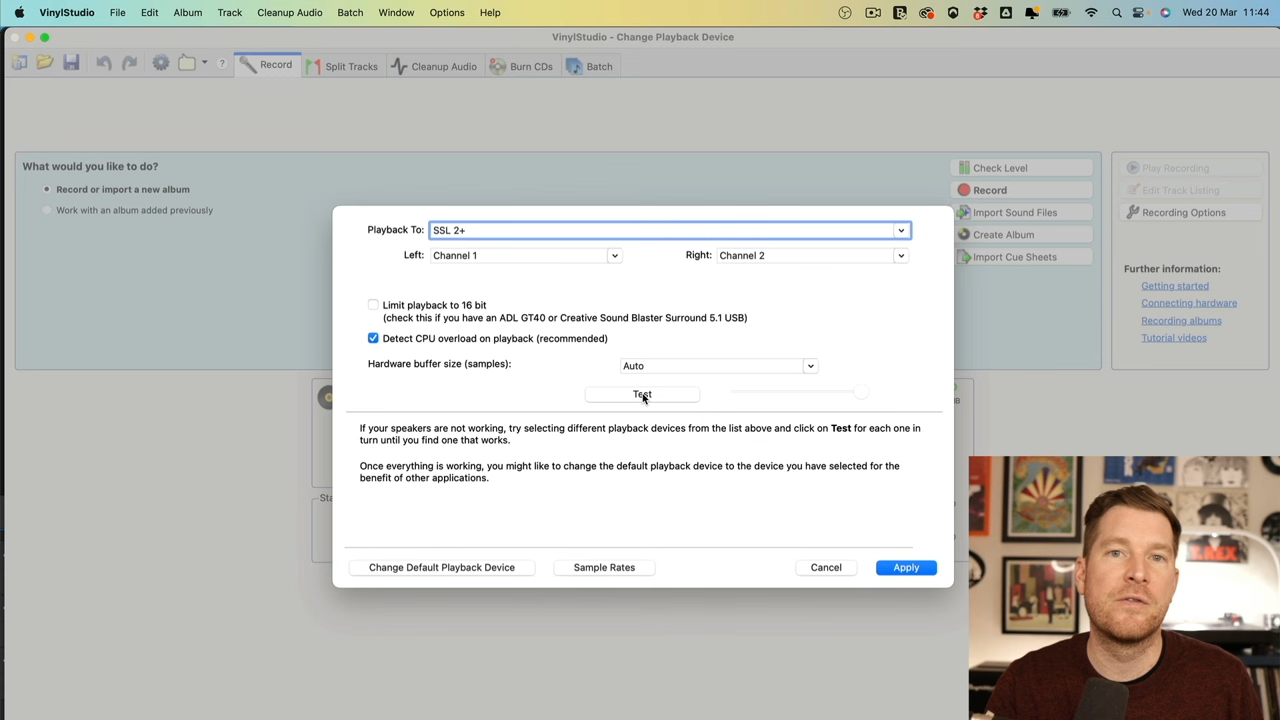 VinylStudio File Edit Album Track Cleanup Audio Batch Window Options Help Wed 20 Mar 11:44
VinylStudio - Change Playback Device
? Record Split Tracks Cleanup Audio Burn CDs Batch
What would you like to do?
Record or import a new album
Work with an album added previously
Check Level
Record
Import Sound Files
Create Album
Import Cue Sheets
Play Recording
Edit Track Listing
Recording Options
Further information:
Getting started
Connecting hardware
Recording albums
Tutorial videos
Playback To: SSL 2+
Left: Channel 1 Right: Channel 2
Limit playback to 16 bit
(check this if you have an ADL GT40 or Creative Sound Blaster Surround 5.1 USB)
Detect CPU overload on playback (recommended)
Hardware buffer size (samples): Auto
Test
If your speakers are not working, try selecting different playback devices from the list above and click on Test for each one in
turn until you find one that works.
Once everything is working, you might like to change the default playback device to the device you have selected for the
benefit of other applications.
Change Default Playback Device Sample Rates Cancel Apply
T.REX